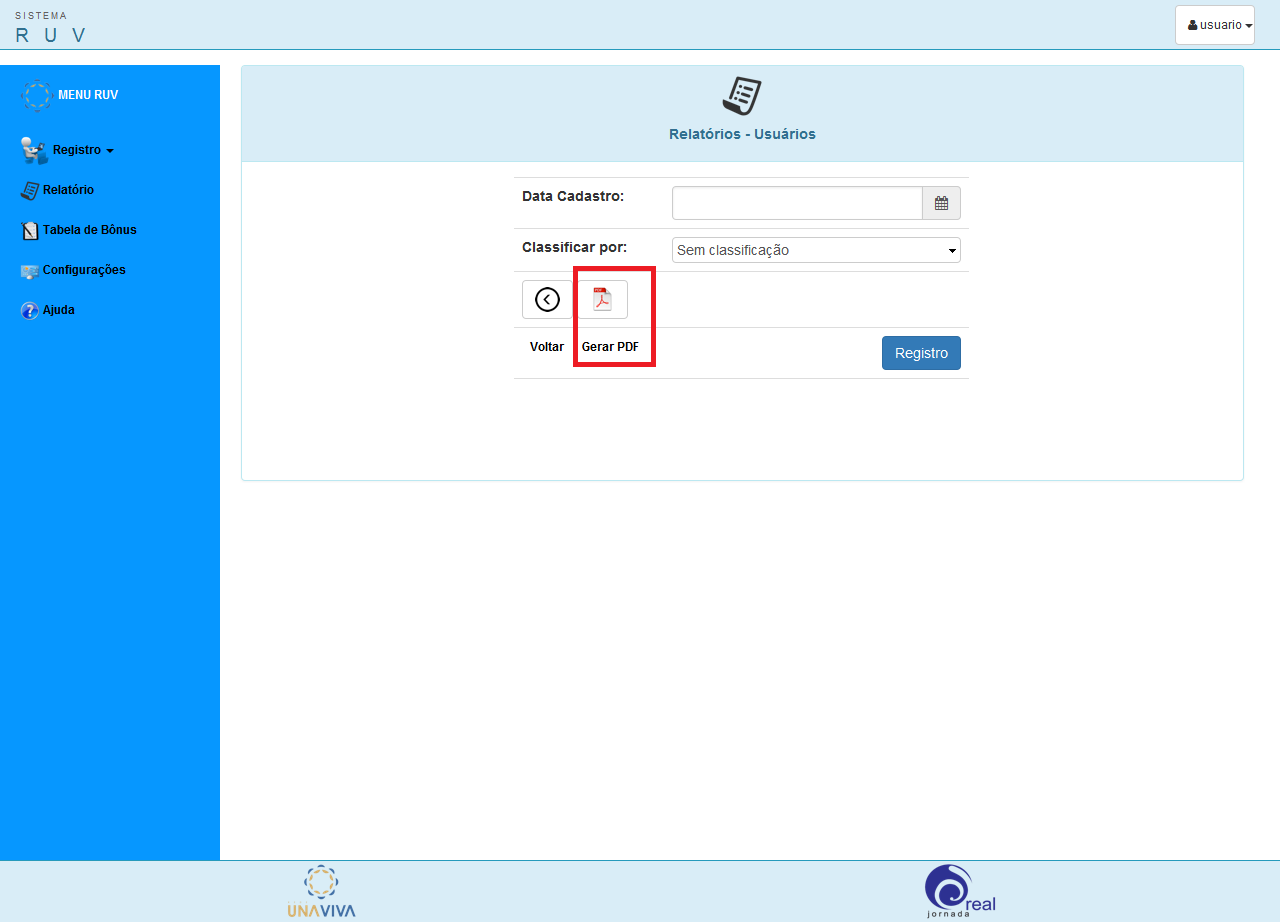 SISTEMA
R U V
usuario
MENU RUV
Registro
Relatório
Tabela de Bônus
Configurações
Ajuda
Relatórios - Usuários
Data Cadastro:
Classificar por:
Sem classificação
PDF
Voltar
Gerar PDF
Registro
UNAVIVA
real
jornada